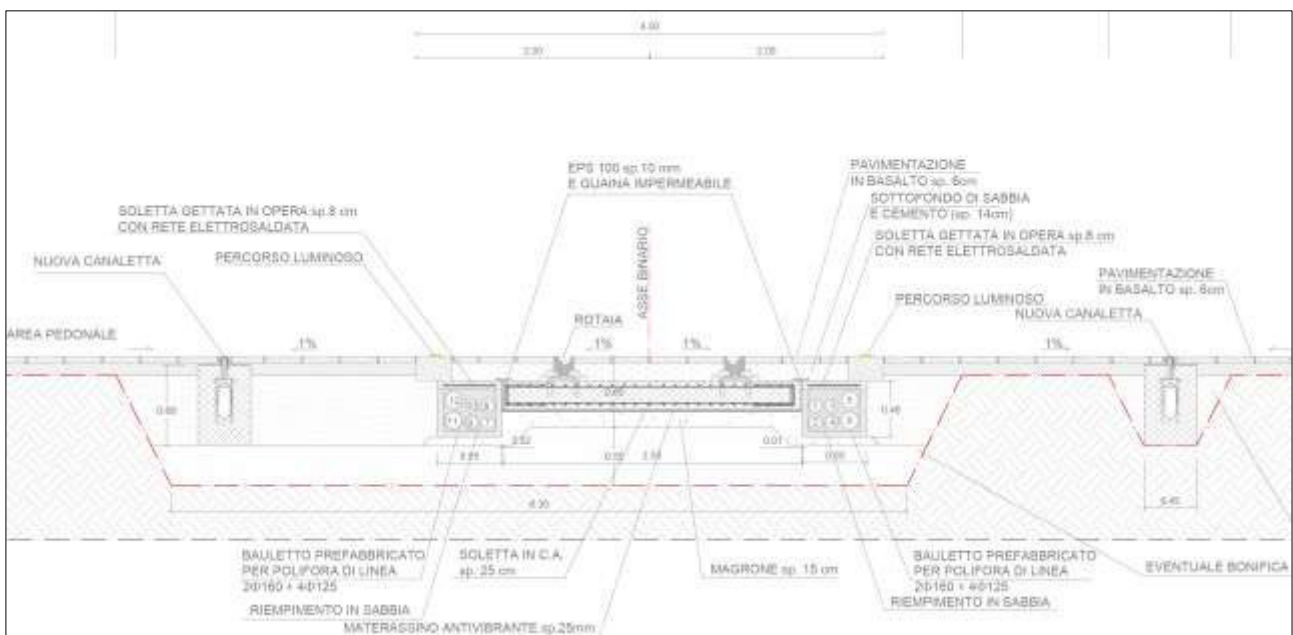 4.00
2.00 2.00
EPS 100 sp.10 mm
E GUAINA IMPERMEABILE
PAVIMENTAZIONE
IN BASALTO sp. 6cm
SOTTOFONDO DI SABBIA
E CEMENTO (sp. 14cm)
SOLETTA GETTATA IN OPERA sp.8 cm
CON RETE ELETTROSALDATA
SOLETTA GETTATA IN OPERA sp.8 cm
CON RETE ELETTROSALDATA
NUOVA CANALETTA
PERCORSO LUMINOSO
ASSE BINARIO
PAVIMENTAZIONE
IN BASALTO sp. 6cm
PERCORSO LUMINOSO
NUOVA CANALETTA
ROTAIA
AREA PEDONALE
1% 1% 1% 1%
6.30
0.45
BAULETTO PREFABBRICATO
PER POLIFORA DI LINEA
2Φ160 + 4Φ125
RIEMPIMENTO IN SABBIA
SOLETTA IN C.A.
sp. 25 cm
MATERASSINO ANTIVIBRANTE sp.25mm
MAGRONE sp. 15 cm
BAULETTO PREFABBRICATO
PER POLIFORA DI LINEA
2Φ160 + 4Φ125
RIEMPIMENTO IN SABBIA
EVENTUALE BONIFICA